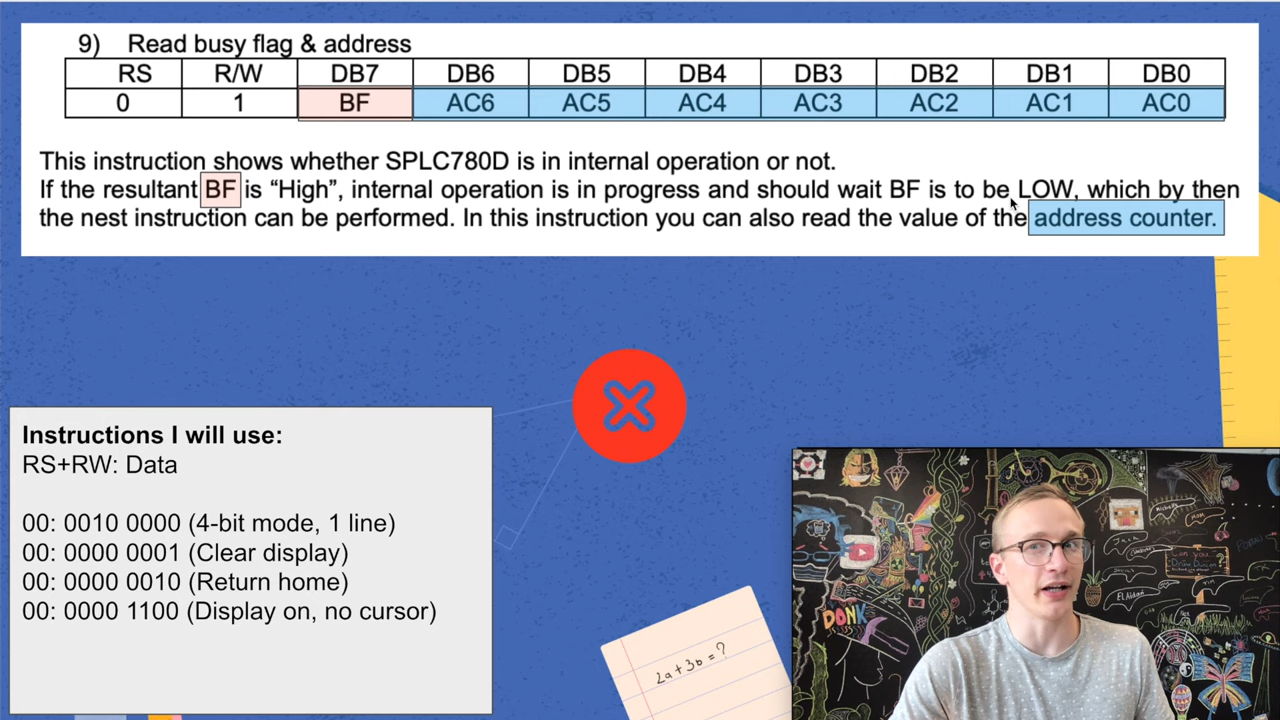 9) Read busy flag & address
RS R/W DB7 DB6 DB5 DB4 DB3 DB2 DB1 DB0
0 1 BF AC6 AC5 AC4 AC3 AC2 AC1 AC0
This instruction shows whether SPLC780D is in internal operation or not.
If the resultant BF is “High”, internal operation is in progress and should wait BF is to be LOW, which by then
the nest instruction can be performed. In this instruction you can also read the value of the address counter.
Instructions I will use:
RS+RW: Data
00: 0010 0000 (4-bit mode, 1 line)
00: 0000 0001 (Clear display)
00: 0000 0010 (Return home)
00: 0000 1100 (Display on, no cursor)
2a+3b=?
DONK
Can you